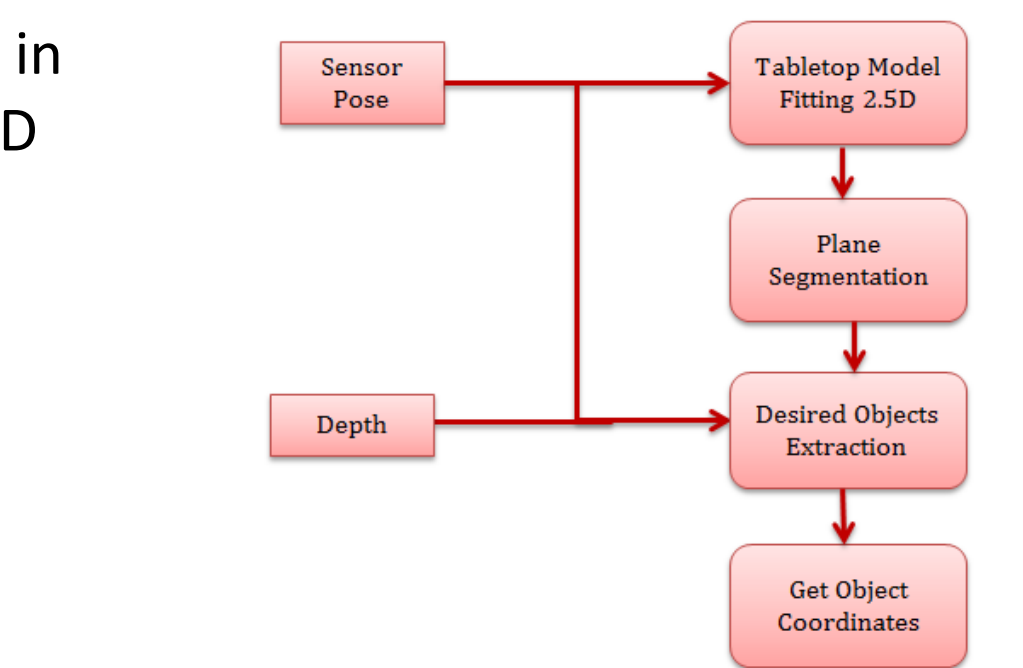 in
D
Sensor
Pose
Tabletop Model
Fitting 2.5D
Plane
Segmentation
Depth
Desired Objects
Extraction
Get Object
Coordinates